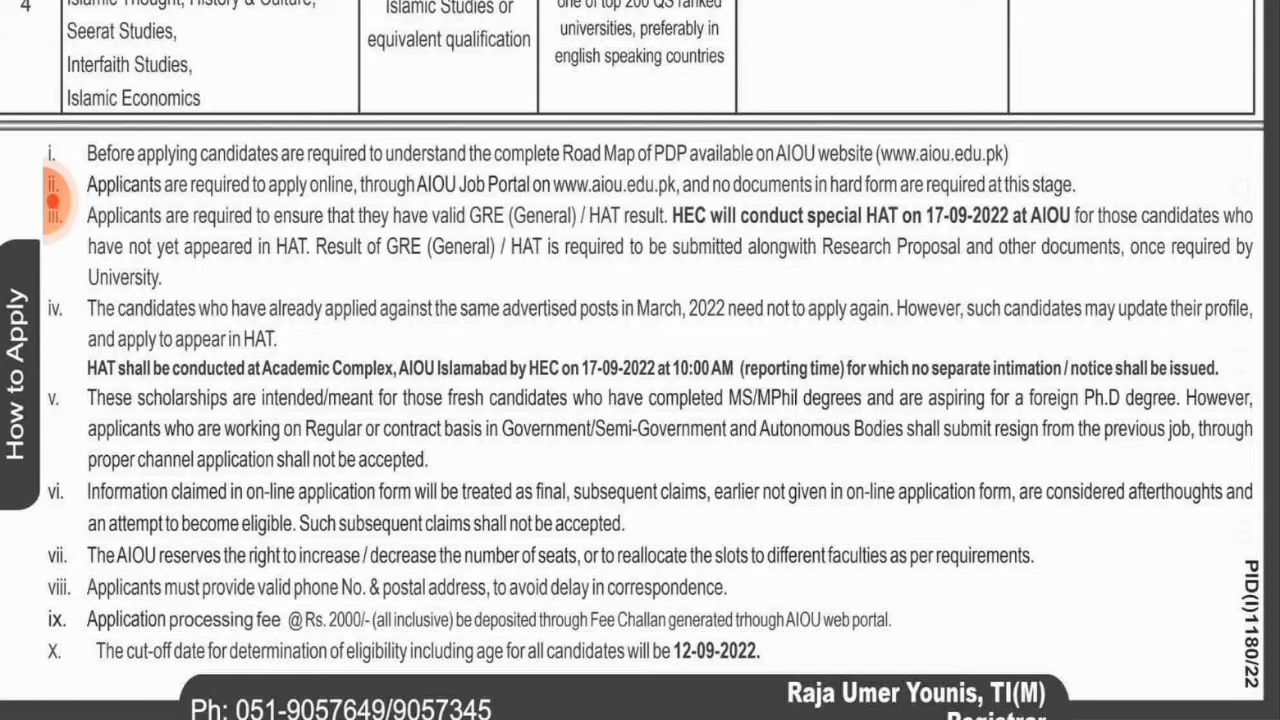 4
Islamic Thought, History & Culture,
Seerat Studies,
Interfaith Studies,
Islamic Economics
Islamic Studies or
equivalent qualification
one of top 200 QS ranked
universities, preferably in
english speaking countries
How to Apply
i. Before applying candidates are required to understand the complete Road Map of PDP available on AIOU website (www.aiou.edu.pk)
ii. Applicants are required to apply online, through AIOU Job Portal on www.aiou.edu.pk, and no documents in hard form are required at this stage.
iii. Applicants are required to ensure that they have valid GRE (General) / HAT result. HEC will conduct special HAT on 17-09-2022 at AIOU for those candidates who
have not yet appeared in HAT. Result of GRE (General) / HAT is required to be submitted alongwith Research Proposal and other documents, once required by
University.
iv. The candidates who have already applied against the same advertised posts in March, 2022 need not to apply again. However, such candidates may update their profile,
and apply to appear in HAT.
HAT shall be conducted at Academic Complex, AIOU Islamabad by HEC on 17-09-2022 at 10:00 AM (reporting time) for which no separate intimation / notice shall be issued.
v. These scholarships are intended/meant for those fresh candidates who have completed MS/MPhil degrees and are aspiring for a foreign Ph.D degree. However,
applicants who are working on Regular or contract basis in Government/Semi-Government and Autonomous Bodies shall submit resign from the previous job, through
proper channel application shall not be accepted.
vi. Information claimed in on-line application form will be treated as final, subsequent claims, earlier not given in on-line application form, are considered afterthoughts and
an attempt to become eligible. Such subsequent claims shall not be accepted.
vii. The AIOU reserves the right to increase / decrease the number of seats, or to reallocate the slots to different faculties as per requirements.
viii. Applicants must provide valid phone No. & postal address, to avoid delay in correspondence.
ix. Application processing fee @ Rs. 2000/- (all inclusive) be deposited through Fee Challan generated trhough AIOU web portal.
X. The cut-off date for determination of eligibility including age for all candidates will be 12-09-2022.
PID(I)1180/22
Raja Umer Younis, TI(M)
Registrar
Ph: 051-9057649/9057345